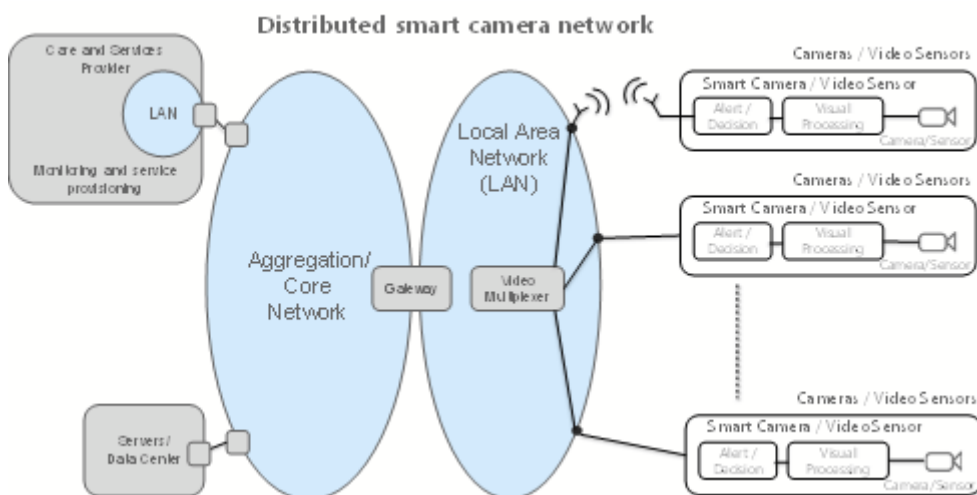 Distributed smart camera network
Care and Services
Provider
LAN
Monitoring and service
provisioning
Aggregation/
Core
Network
Gateway
Local Area
Network
(LAN)
Video
Multiplexer
Servers/
Data Center
Cameras / Video Sensors
Smart Camera / Video Sensor
Alert /
Decision
Visual
Processing
Camera/Sensor
Cameras / Video Sensors
Smart Camera / Video Sensor
Alert /
Decision
Visual
Processing
Camera/Sensor
Cameras / Video Sensors
Smart Camera / Video Sensor
Alert /
Decision
Visual
Processing
Camera/Sensor